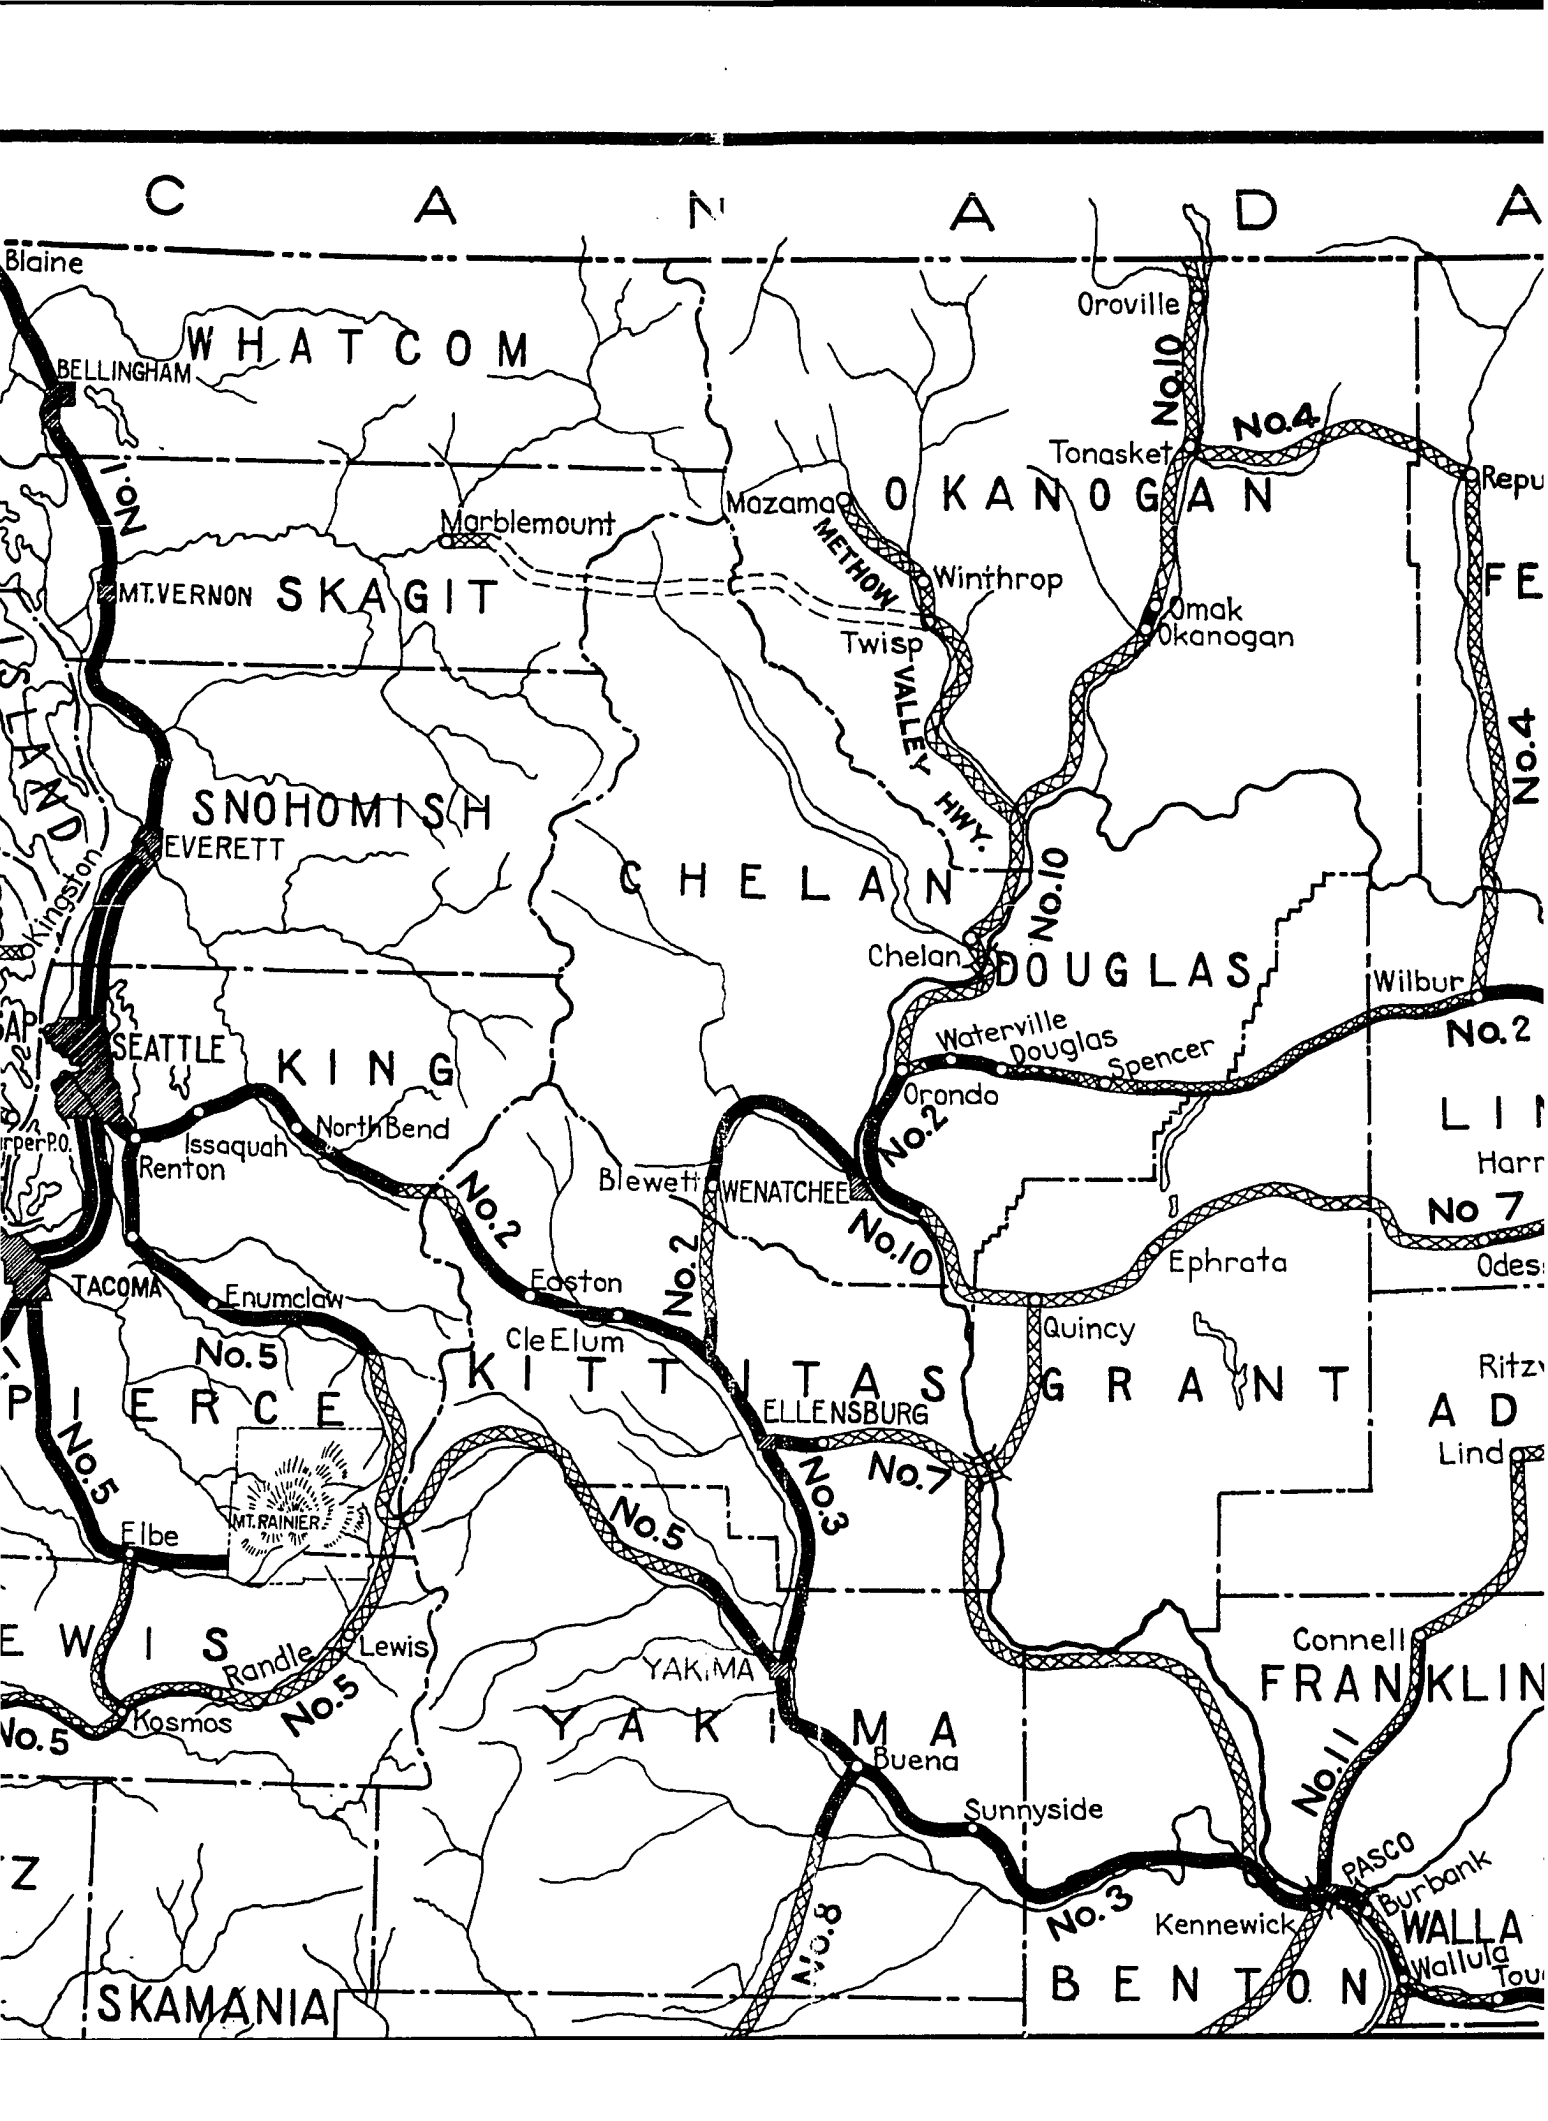 C A N A D A
Blaine
WHATCOM
BELLINGHAM
Oroville
No.10
No.1
No.4
Tonasket
OKANOGAN
Mazama
Marblemount
METHOW VALLEY HWY.
Winthrop
SKAGIT
MT.VERNON
Omak
Okanogan
Twisp
ISLAND
No.4
SNOHOMISH
EVERETT
CHELAN
No.10
Kingston
Chelan
DOUGLAS
Wilbur
SEATTLE
KING
Waterville
Douglas
Spencer
No.2
Orondo
Issaquah
North Bend
Renton
No.2
Blewett
WENATCHEE
No.2
No.10
No.2
No 7
Ephrata
Easton
TACOMA
Enumclaw
Cle Elum
Quincy
No.5
KITTITAS
GRANT
PIERCE
ELLENSBURG
Lind
No.5
No.7
No.3
MT.RAINIER
No.5
Elbe
Connell
Lewis
Randle
YAKIMA
FRANKLIN
No.5
Kosmos
No.5
YAKIMA
Buena
No.11
Sunnyside
PASCO
Burbank
No.3
Kennewick
WALLA
No.8
Wallula
BENTON
SKAMANIA